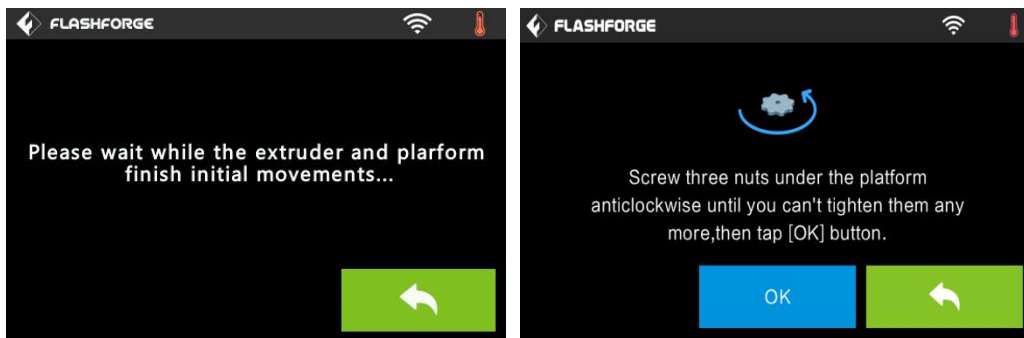 FLASHFORGE
Please wait while the extruder and plarform
finish initial movements...
FLASHFORGE
Screw three nuts under the platform
anticlockwise until you can't tighten them any
more,then tap [OK] button.
OK